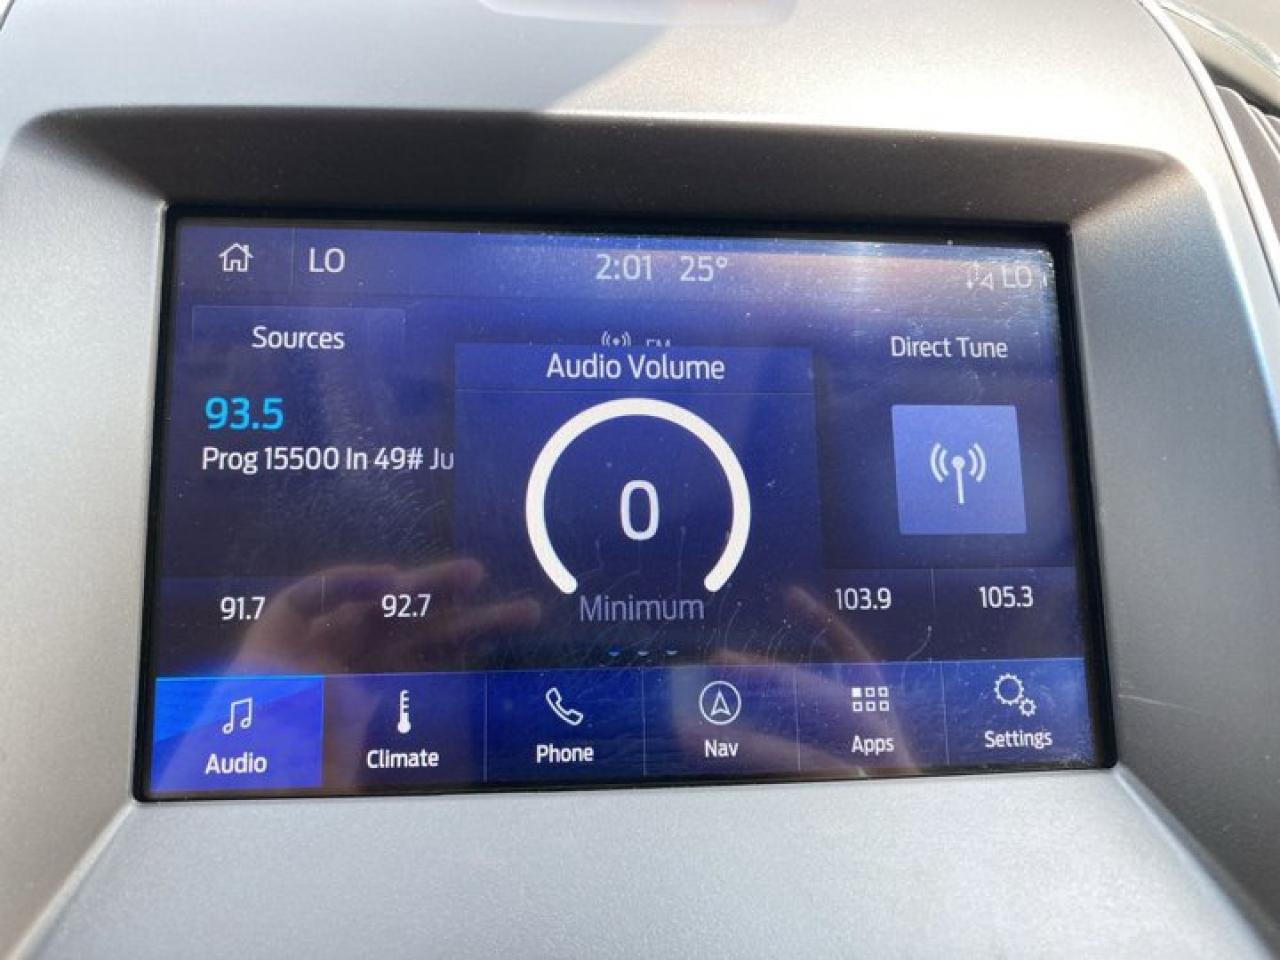 LO
2:01 25°
LO
Sources
FM
Direct Tune
Audio Volume
93.5
Prog 15500 In 49# Ju
0
Minimum
91.7
92.7
103.9
105.3
Audio
Climate
Phone
Nav
Apps
Settings